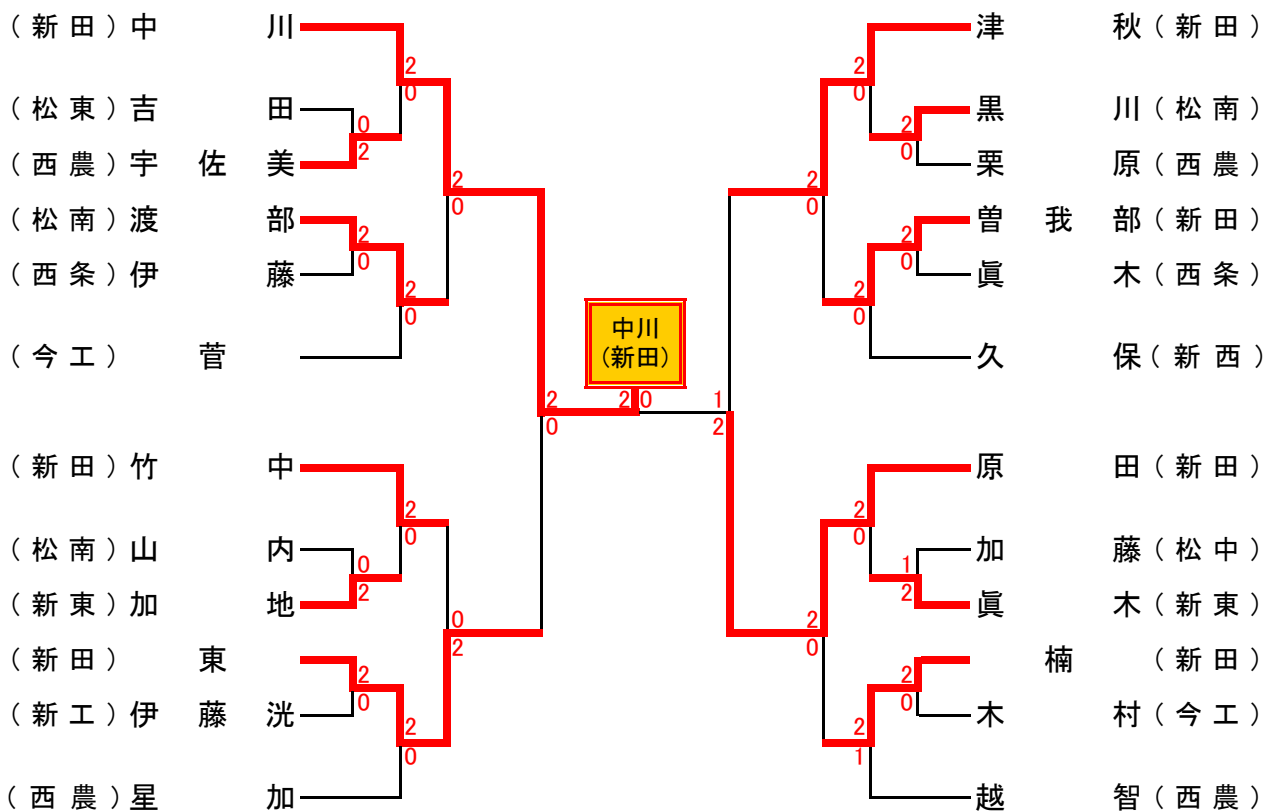 (新田)中川
(松東)吉田
(西農)宇佐美
(松南)渡部
(西条)伊藤
(今工)菅
(新田)竹中
(松南)山内
(新東)加地
(新田)東
(新工)伊藤洸
(西農)星加
2
0
0
2
2
0
2
0
2
0
2
0
0
2
0
2
2
0
2
0
2
0
中川
(新田)
2 0
1
2
津秋(新田)
黒川(松南)
栗原(西農)
曽我部(新田)
眞木(西条)
久保(新西)
原田(新田)
加藤(松中)
眞木(新東)
楠(新田)
木村(今工)
越智(西農)
2
0
2
0
2
0
2
0
2
0
2
0
1
2
2
0
2
0
2
1